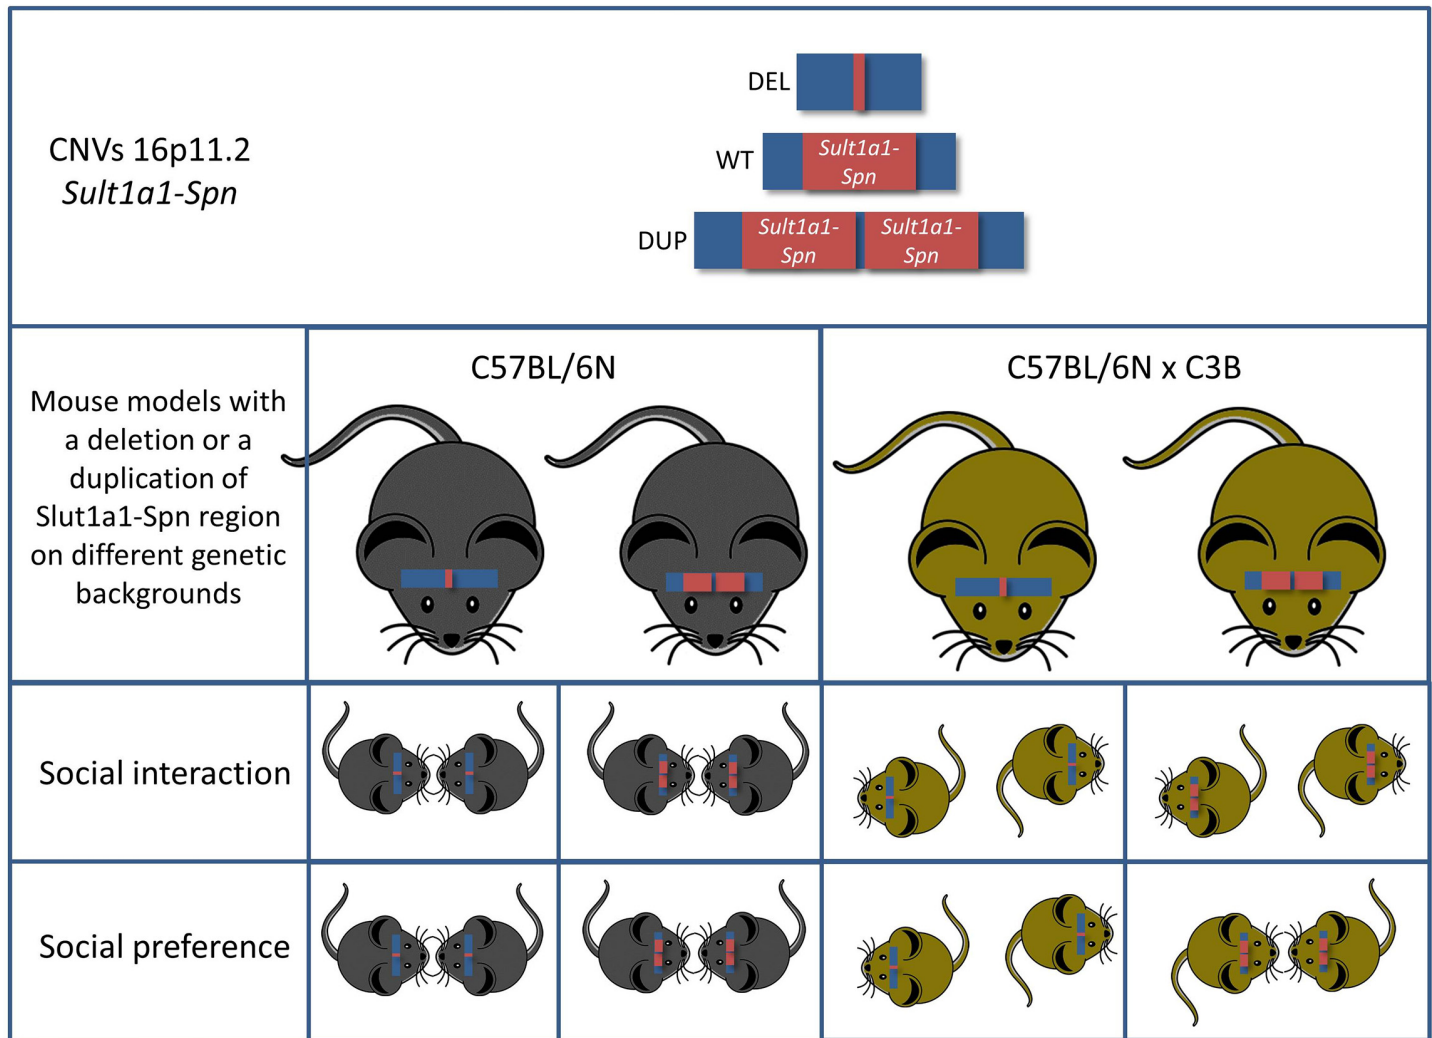 DEL
CNVs 16p11.2
Sult1a1-Spn
WT
Sult1a1-
Spn
DUP
Sult1a1-
Spn
Sult1a1-
Spn
Mouse models with
a deletion or a
duplication of
Slut1a1-Spn region
on different genetic
backgrounds
C57BL/6N
C57BL/6N x C3B
Social interaction
Social preference